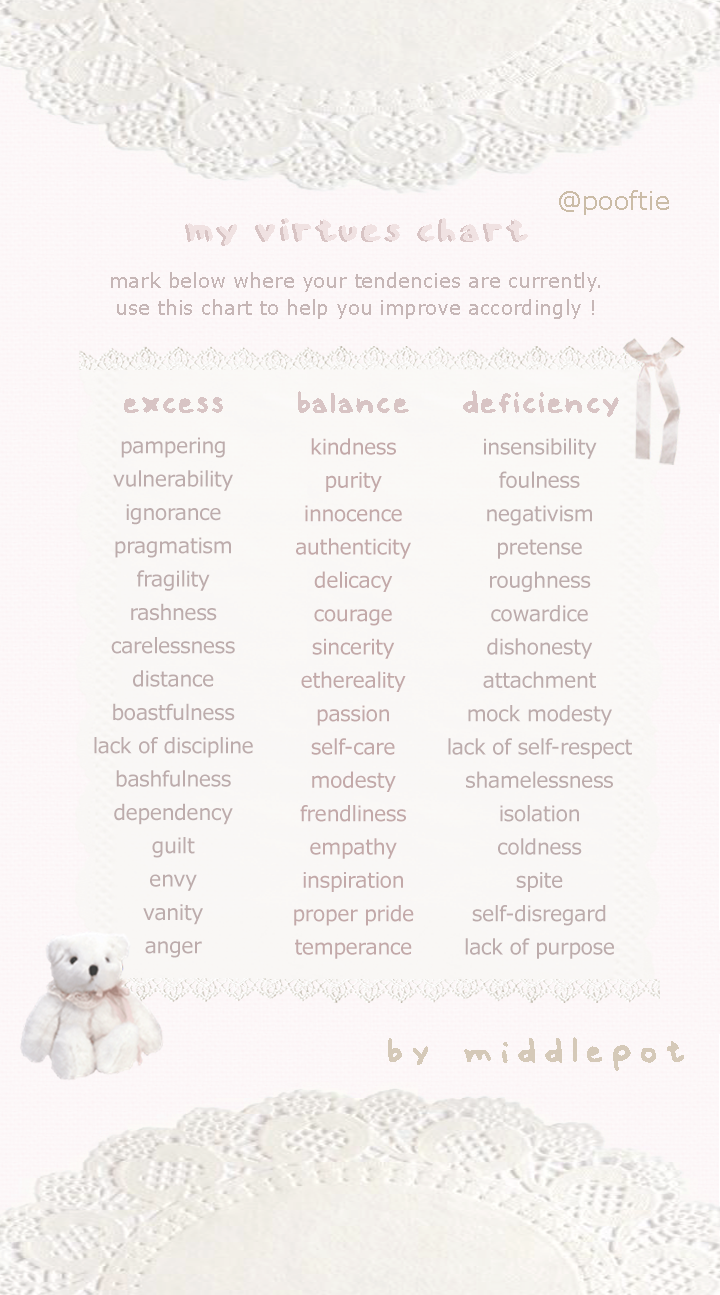 @pooftie
my virtues chart
mark below where your tendencies are currently.
use this chart to help you improve accordingly !
excess balance deficiency
pampering kindness insensibility
vulnerability purity foulness
ignorance innocence negativism
pragmatism authenticity pretense
fragility delicacy roughness
rashness courage cowardice
carelessness sincerity dishonesty
distance ethereality attachment
boastfulness passion mock modesty
lack of discipline self-care lack of self-respect
bashfulness modesty shamelessness
dependency frendliness isolation
guilt empathy coldness
envy inspiration spite
vanity proper pride self-disregard
anger temperance lack of purpose
by middlepot